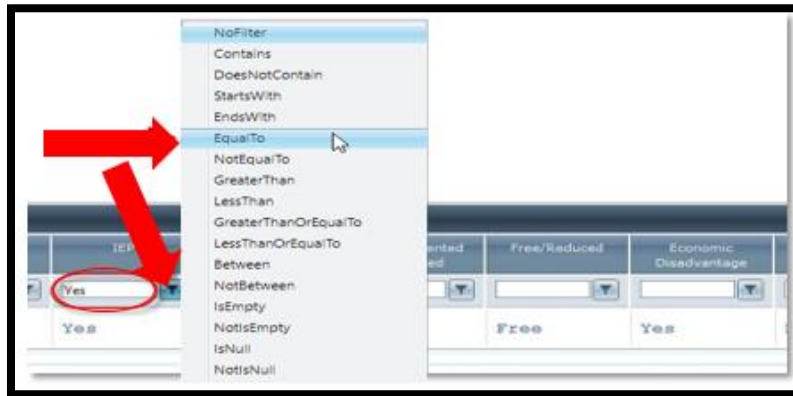 NoFilter
Contains
DoesNotContain
StartsWith
EndsWith
EqualTo
NotEqualTo
GreaterThan
LessThan
GreaterThanOrEqualTo
LessThanOrEqualTo
Between
NotBetween
IsEmpty
NotIsEmpty
IsNull
NotIsNull
IEP
Free/Reduced
Economic
Disadvantage
Yes
Yes
Free
Yes